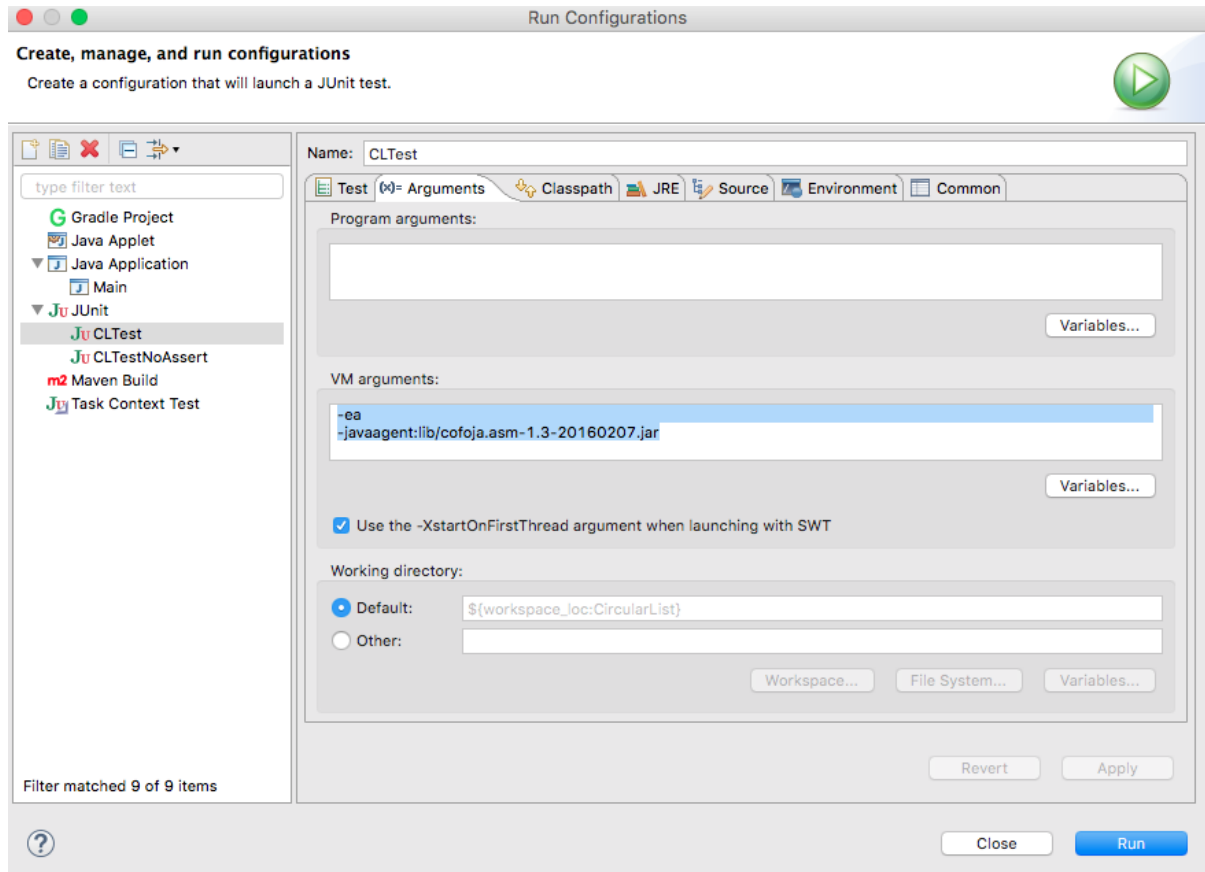 Run Configurations
Create, manage, and run configurations
Create a configuration that will launch a JUnit test.
type filter text
Gradle Project
Java Applet
Java Application
Main
JUnit
CLTest
CLTestNoAssert
m2 Maven Build
Task Context Test
Filter matched 9 of 9 items
Name: CLTest
Test (x)= Arguments Classpath JRE Source Environment Common
Program arguments:
Variables...
VM arguments:
-ea
-javaagent:lib/cofoja.asm-1.3-20160207.jar
Variables...
Use the -XstartOnFirstThread argument when launching with SWT
Working directory:
Default: ${workspace_loc:CircularList}
Other:
Workspace... File System... Variables...
Revert Apply
? Close Run